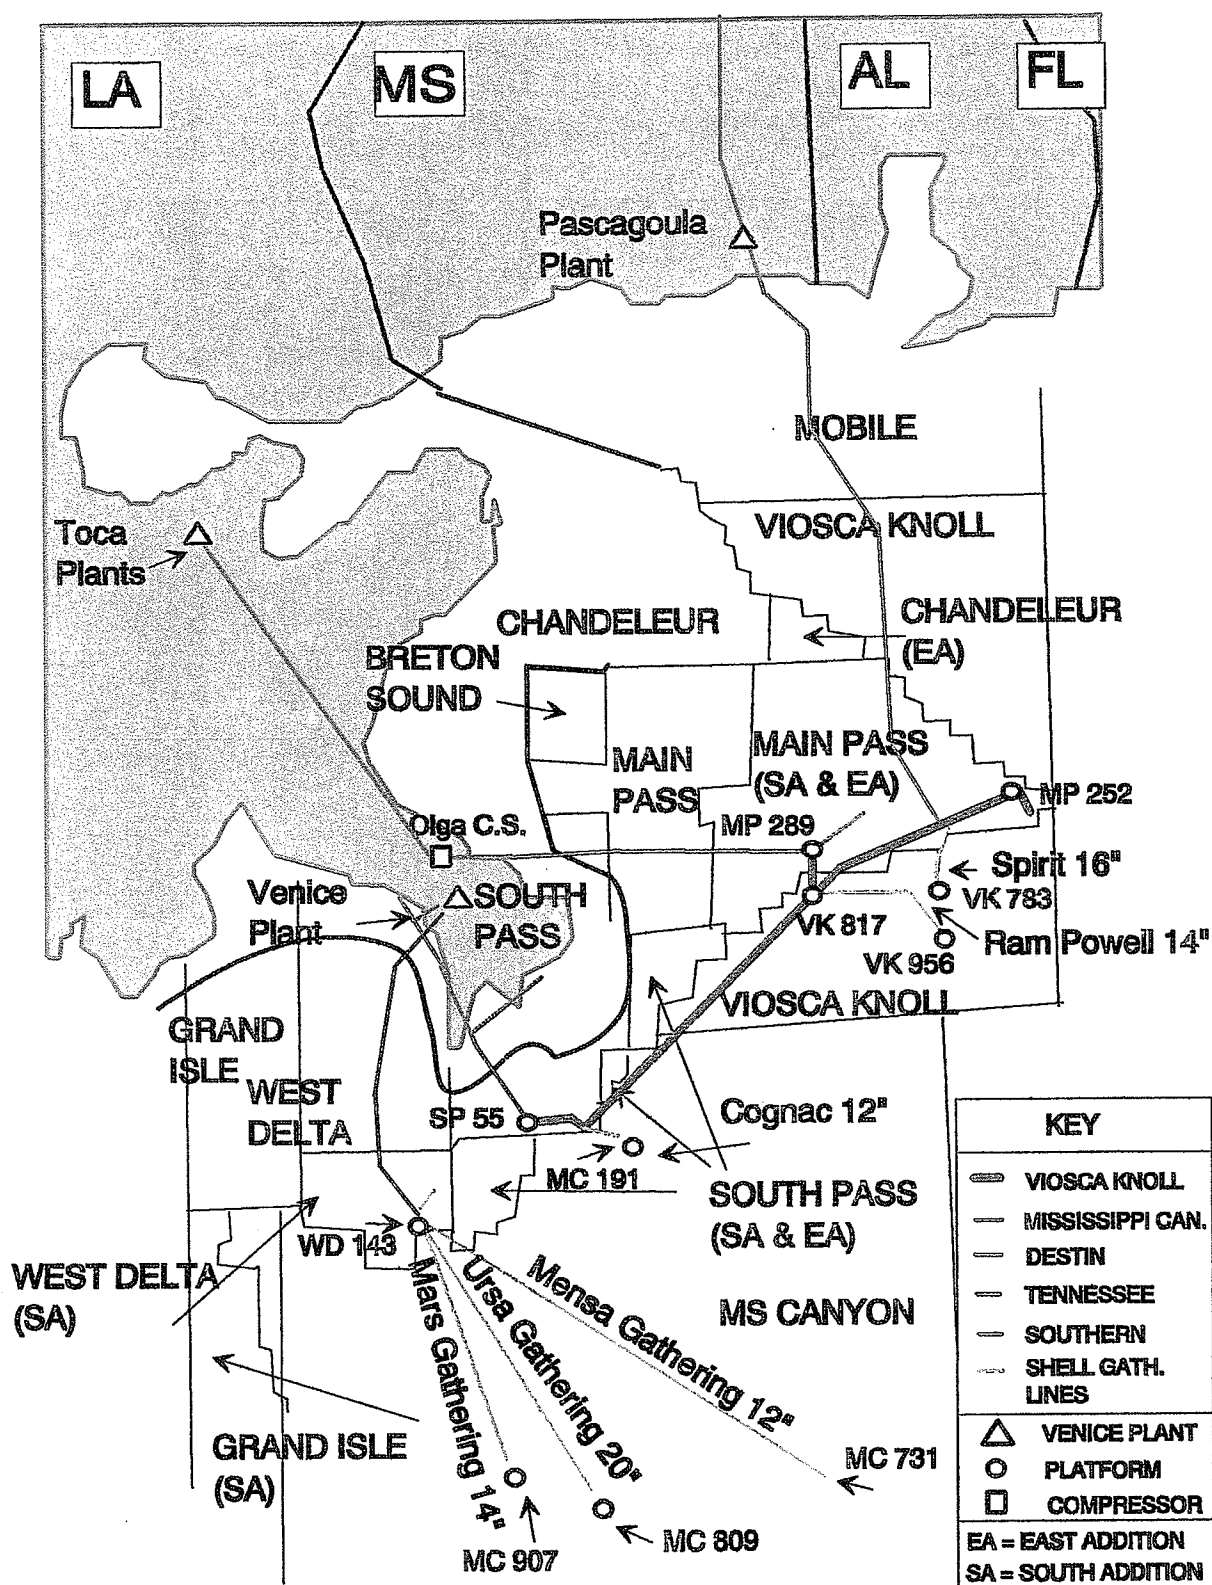 LA
MS
AL
FL
Pascagoula
Plant
MOBILE
VIOSCA KNOLL
Toca
Plants
CHANDELEUR
CHANDELEUR
(EA)
BRETON
SOUND
MAIN PASS
(SA & EA)
MAIN
PASS
MP 252
MP 289
Olga C.S.
Spirit 16"
VK 783
Venice
Plant
SOUTH
PASS
VK 817
Ram Powell 14"
VK 956
VIOSCA KNOLL
GRAND
ISLE
WEST
DELTA
SP 55
Cognac 12"
MC 191
SOUTH PASS
(SA & EA)
WD 143
WEST DELTA
(SA)
Mars Gathering 14"
Ursa Gathering 20"
Mensa Gathering 12"
MS CANYON
GRAND ISLE
(SA)
MC 731
MC 809
MC 907
KEY
VIOSCA KNOLL
MISSISSIPPI CAN.
DESTIN
TENNESSEE
SOUTHERN
SHELL GATH.
LINES
VENICE PLANT
PLATFORM
COMPRESSOR
EA = EAST ADDITION
SA = SOUTH ADDITION